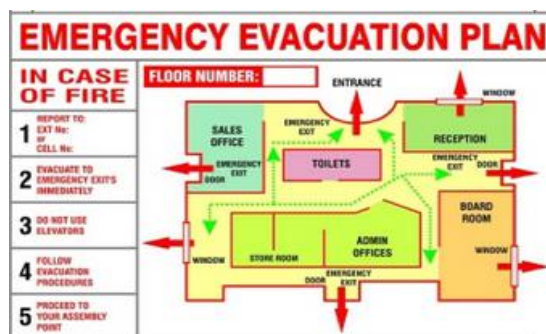 EMERGENCY EVACUATION PLAN
IN CASE
OF FIRE
1
REPORT TO:
EXT No:
or
CELL No:
2
EVACUATE TO
EMERGENCY EXIT'S
IMMEDIATELY
3
DO NOT USE
ELEVATORS
4
FOLLOW
EVACUATION
PROCEDURES
5
PROCEED TO
YOUR ASSEMBLY
POINT
FLOOR NUMBER:
ENTRANCE
WINDOW
EMERGENCY
EXIT
SALES
OFFICE
EMERGENCY
EXIT
RECEPTION
TOILETS
EMERGENCY
EXIT
DOOR
EMERGENCY
EXIT
DOOR
BOARD
ROOM
WINDOW
WINDOW
STORE ROOM
ADMIN
OFFICES
DOOR
EMERGENCY
EXIT